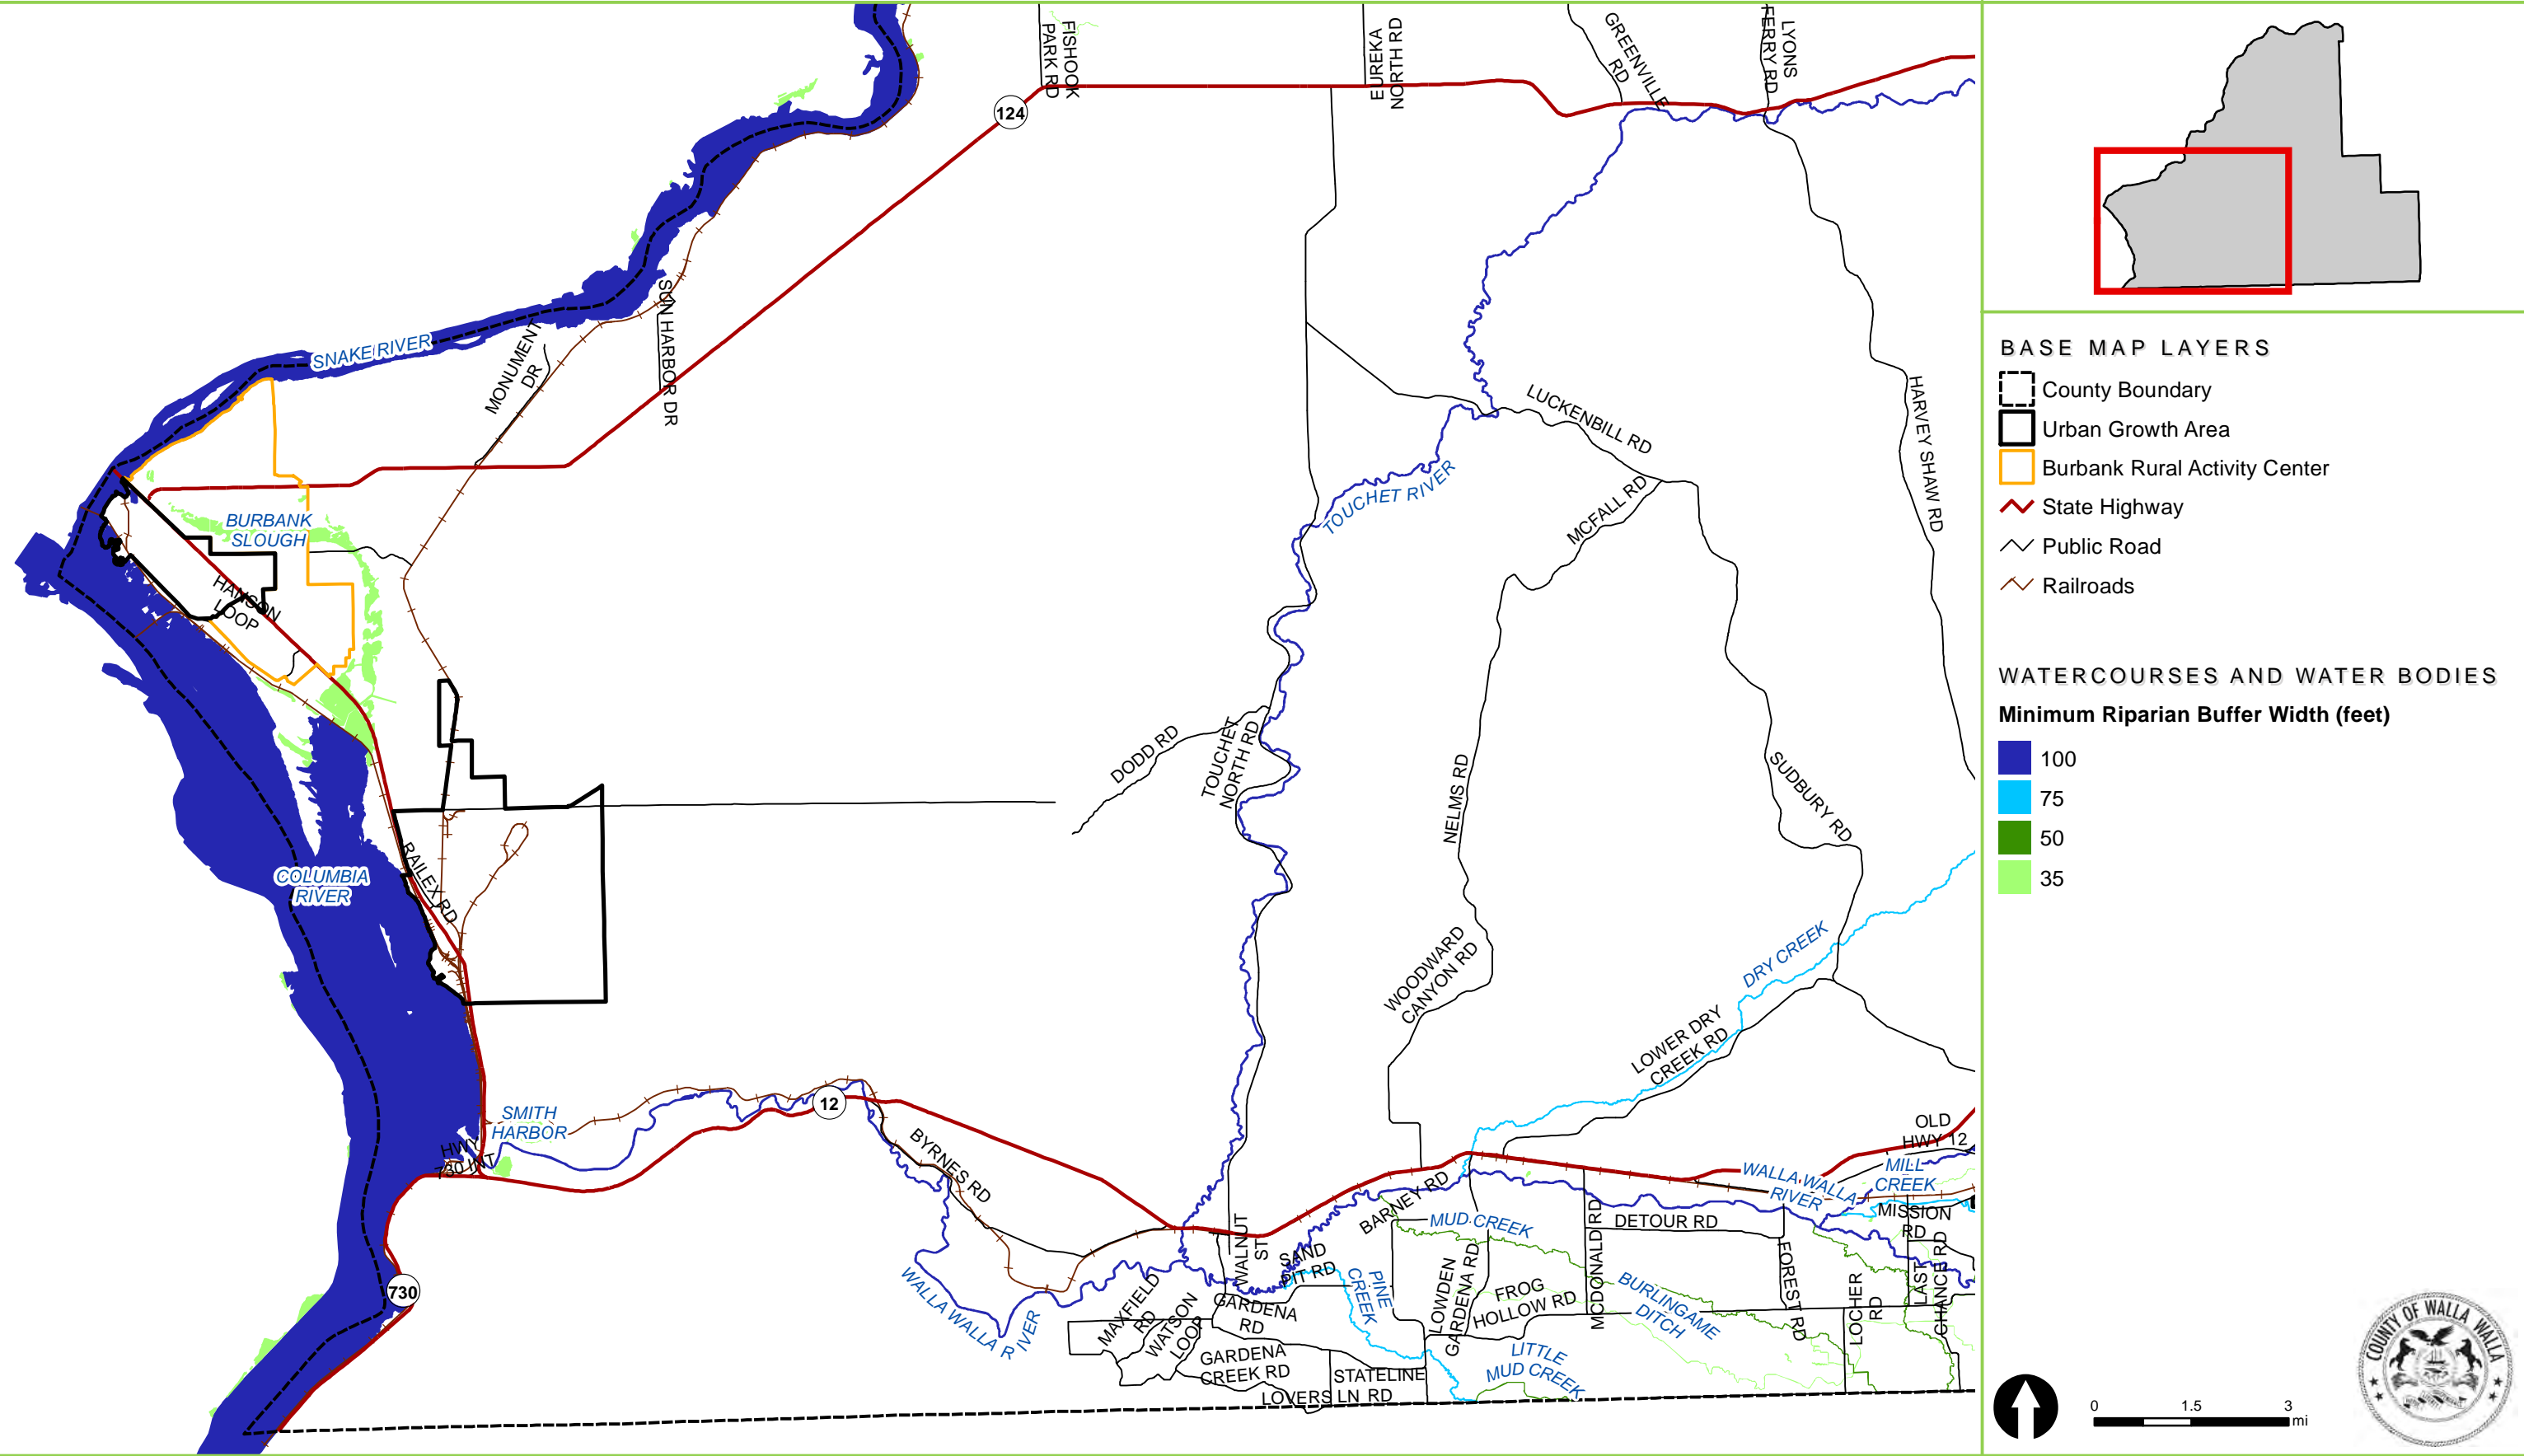 FISHOOK
PARK RD
EUREKA
NORTH RD
GREENVILLE
RD
LYONS
FERRY RD
124
SNAKE RIVER
MONUMENT
DR
SUN HARBOR DR
LUCKENBILL RD
HARVEY SHAW RD
TOUCHET RIVER
MCFALL RD
BURBANK
SLOUGH
HANSON
LOOP
DODD RD
TOUCHET
NORTH RD
NELMS RD
SUDBURY RD
COLUMBIA
RIVER
RAILEX RD
WOODWARD
CANYON RD
DRY CREEK
LOWER DRY
CREEK RD
SMITH
HARBOR
HWY
730 INT
12
BYRNES RD
OLD
HWY 12
WALLA WALLA
RIVER
MILL
CREEK
MISSION
RD
BARNEY RD
MUD CREEK
DETOUR RD
MCDONALD RD
WALNUT
ST
SAND
PIT RD
PINE
CREEK
LOWDEN
GARDENA RD
FROG
HOLLOW RD
BURLINGAME
DITCH
FOREST RD
LOCHER
RD
LAST
CHANCE RD
730
WALLA WALLA RIVER
MAXFIELD
RD
WATSON
LOOP
GARDENA
RD
GARDENA
CREEK RD
STATELINE
RD
LOVERS LN
LITTLE
MUD CREEK
BASE MAP LAYERS
County Boundary
Urban Growth Area
Burbank Rural Activity Center
State Highway
Public Road
Railroads
WATERCOURSES AND WATER BODIES
Minimum Riparian Buffer Width (feet)
100
75
50
35
0 1.5 3
mi
COUNTY OF WALLA WALLA